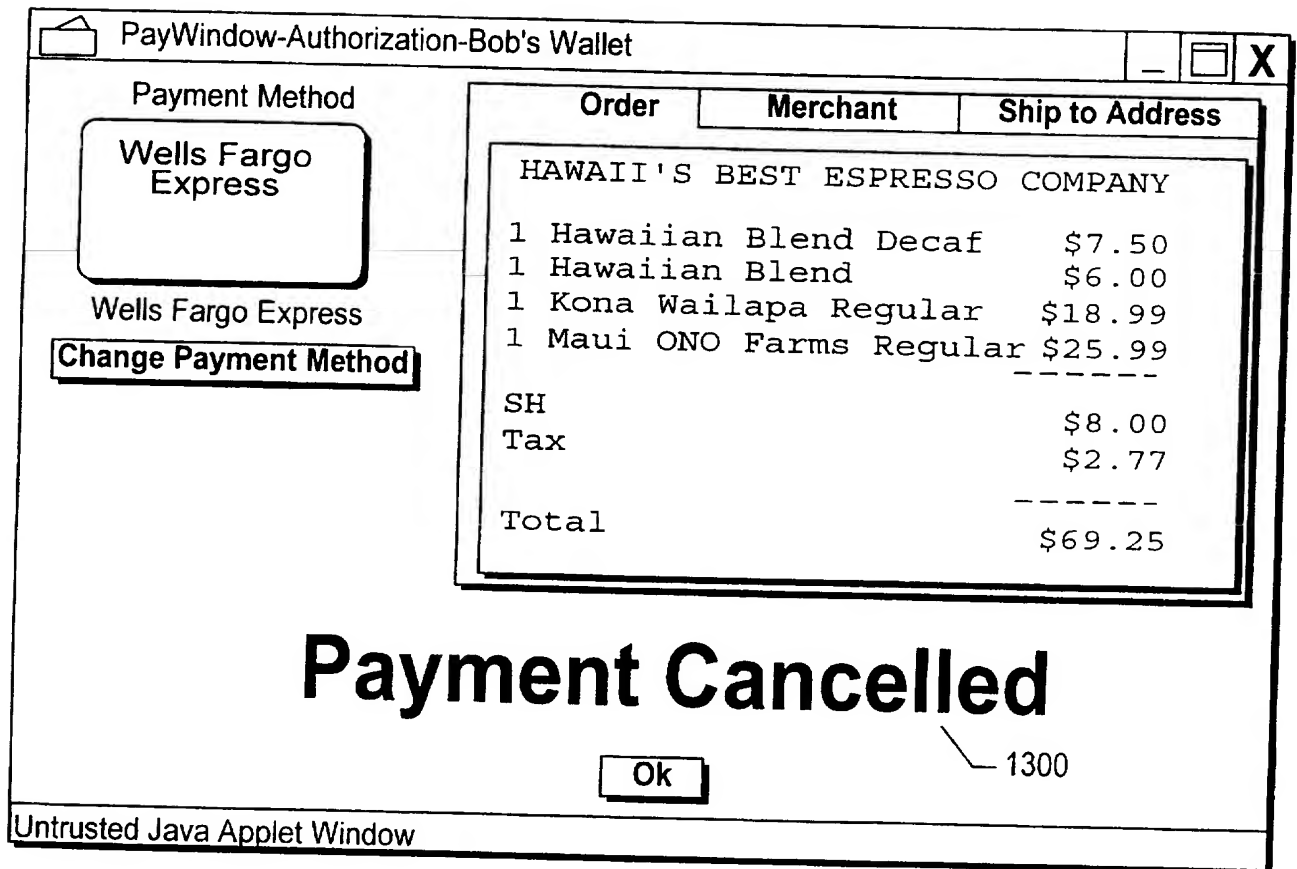 PayWindow-Authorization-Bob's Wallet
_ X
Payment Method
Wells Fargo
Express
Wells Fargo Express
Change Payment Method
Order Merchant Ship to Address
HAWAII'S BEST ESPRESSO COMPANY
1 Hawaiian Blend Decaf $7.50
1 Hawaiian Blend $6.00
1 Kona Wailapa Regular $18.99
1 Maui ONO Farms Regular $25.99
------
SH $8.00
Tax $2.77
------
Total $69.25
Payment Cancelled
1300
Ok
Untrusted Java Applet Window